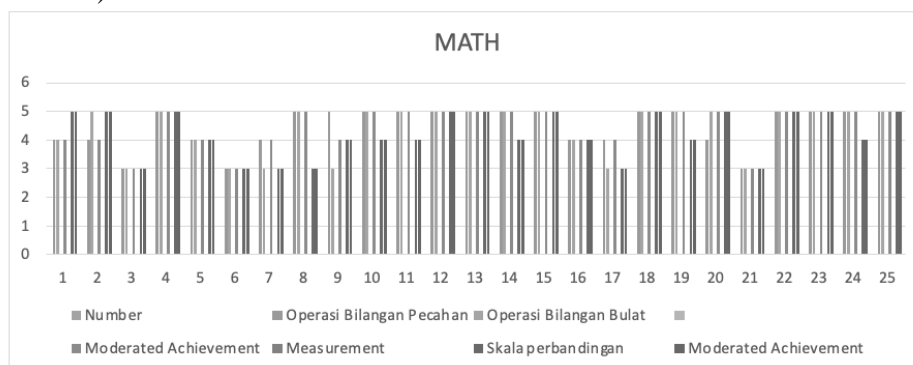 MATH
6
5
4
3
2
1
0
1 2 3 4 5 6 7 8 9 10 11 12 13 14 15 16 17 18 19 20 21 22 23 24 25
Number Operasi Bilangan Pecahan Operasi Bilangan Bulat
Moderated Achievement Measurement Skala perbandingan Moderated Achievement